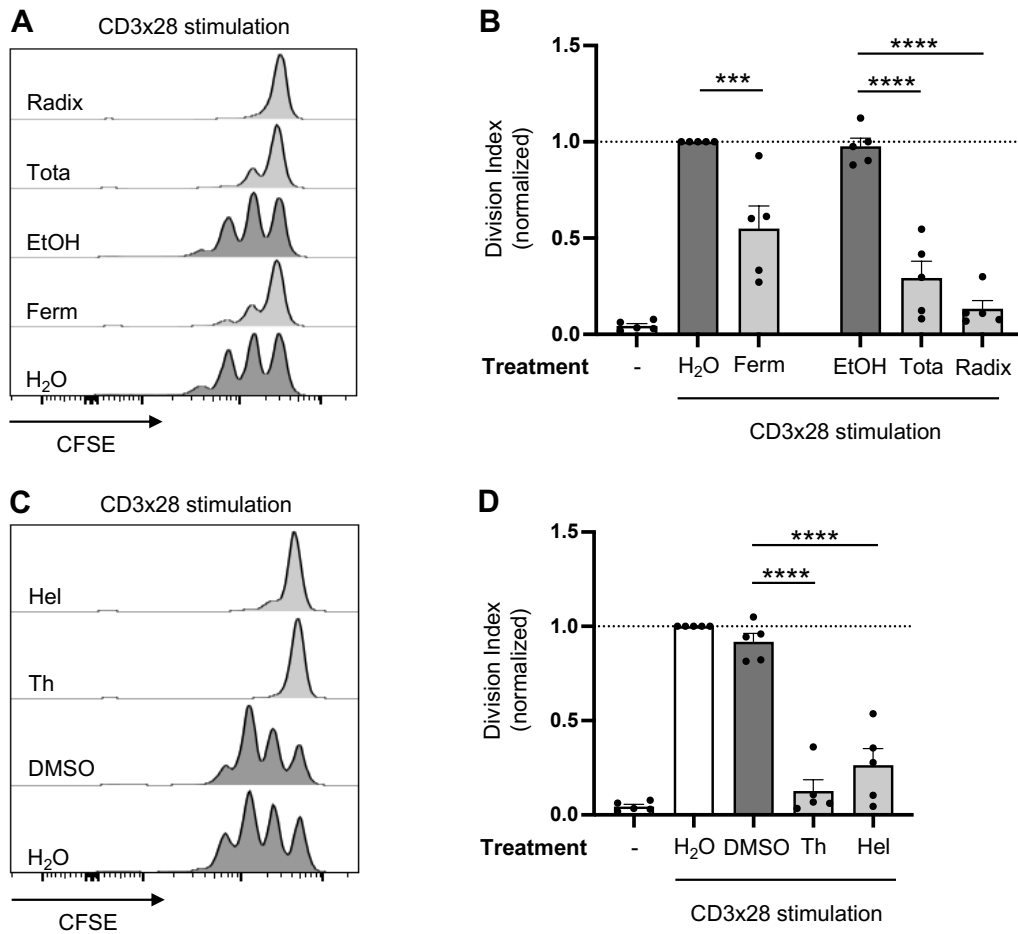 A
CD3x28 stimulation
Radix
Tota
EtOH
Ferm
H₂O
CFSE
B
Division Index
(normalized)
1.5
1.0
0.5
0.0
***
****
****
Treatment - H₂O Ferm EtOH Tota Radix
CD3x28 stimulation
C
CD3x28 stimulation
Hel
Th
DMSO
H₂O
CFSE
D
Division Index
(normalized)
1.5
1.0
0.5
0.0
****
****
Treatment - H₂O DMSO Th Hel
CD3x28 stimulation